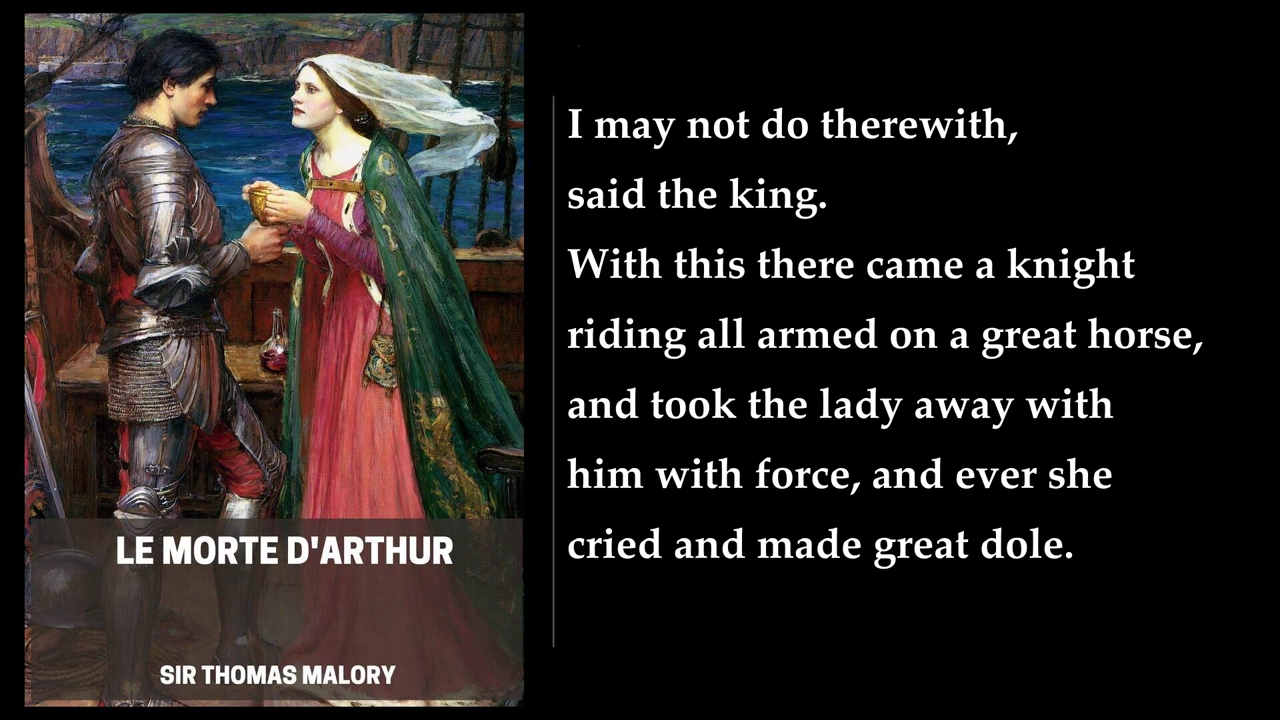 LE MORTE D'ARTHUR
SIR THOMAS MALORY
I may not do therewith,
said the king.
With this there came a knight
riding all armed on a great horse,
and took the lady away with
him with force, and ever she
cried and made great dole.